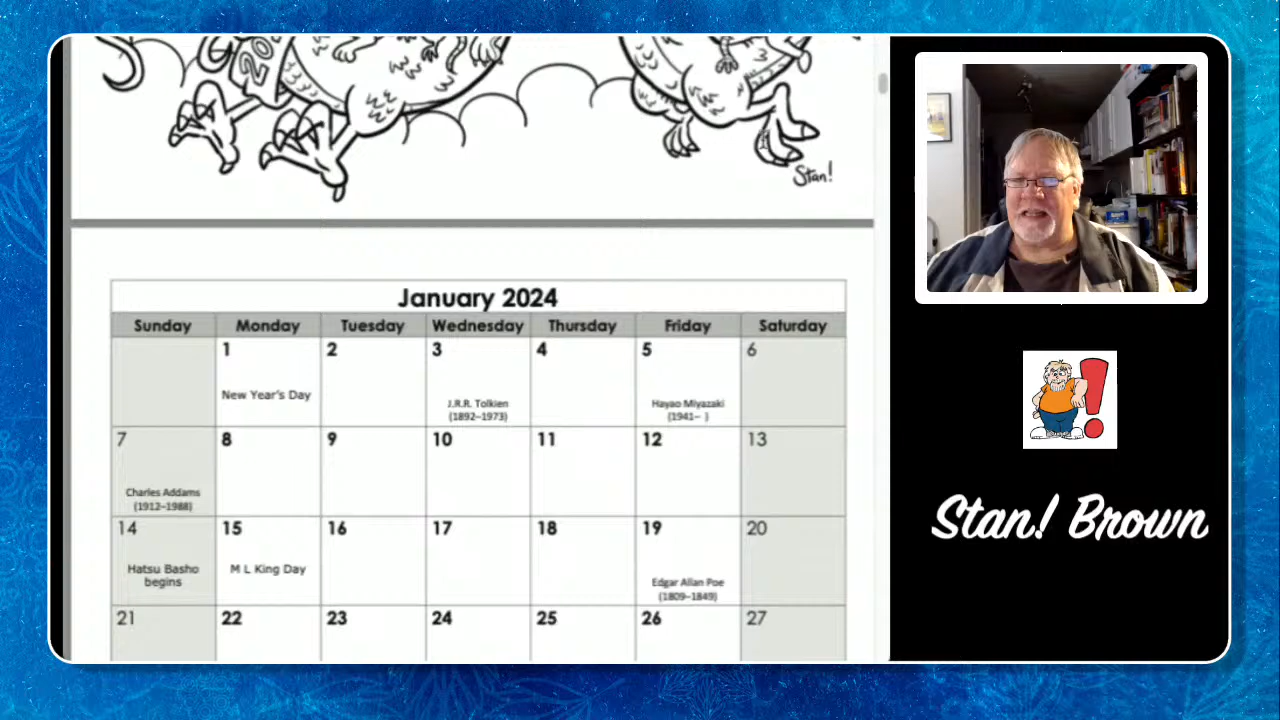 20
Stan!
January 2024
Sunday Monday Tuesday Wednesday Thursday Friday Saturday
1 2 3 4 5 6
New Year's Day
J.R.R. Tolkien
(1892–1973)
Hayao Miyazaki
(1941– )
7 8 9 10 11 12 13
Charles Addams
(1912–1988)
14 15 16 17 18 19 20
Hatsu Basho
begins
M L King Day
Edgar Allan Poe
(1809–1849)
21 22 23 24 25 26 27
Stan! Brown